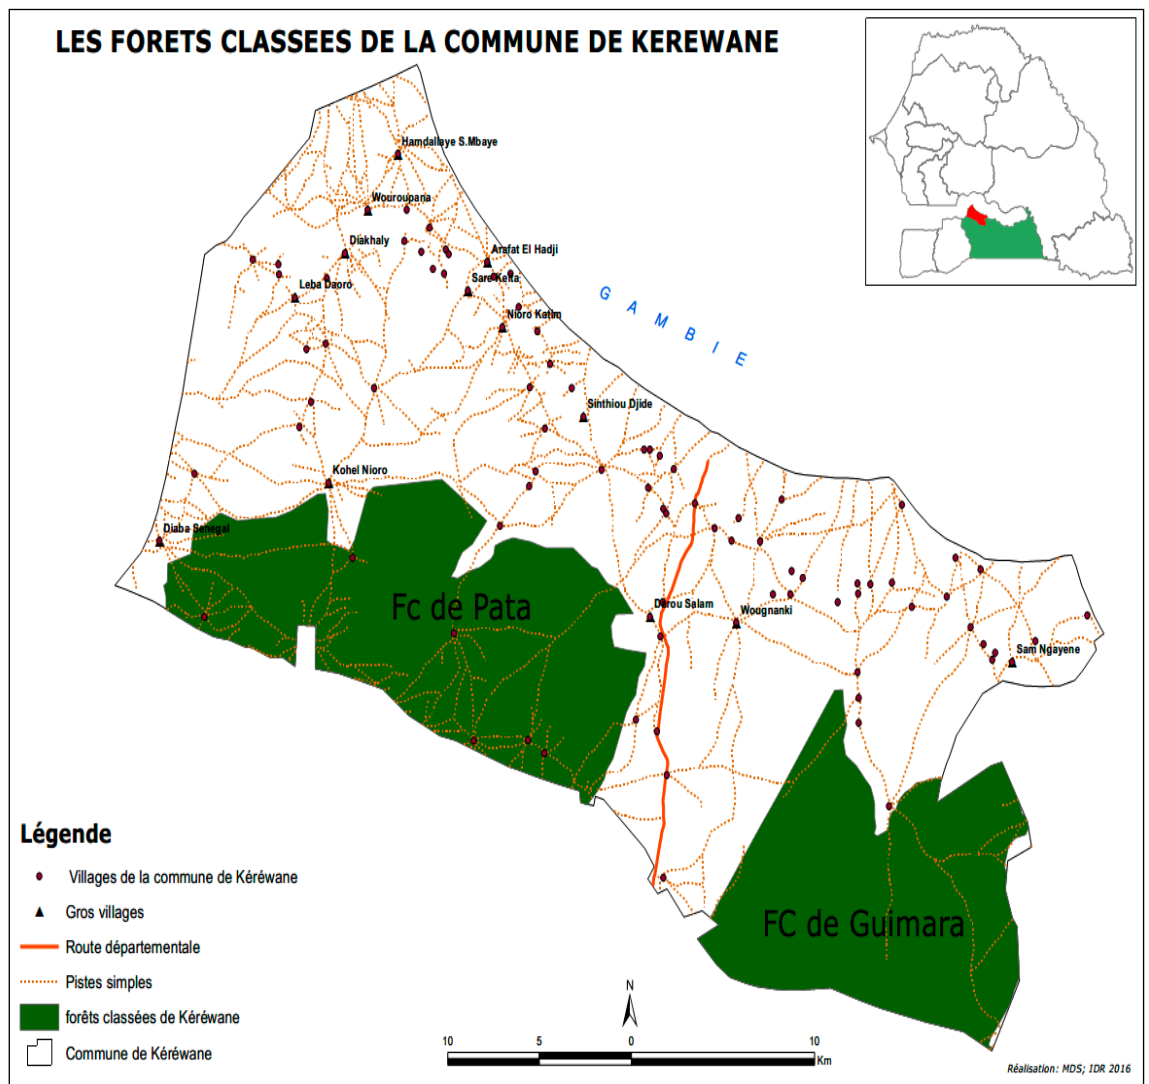 LES FORETS CLASSEES DE LA COMMUNE DE KEREWANE
Hamdallaye S.Mbaye
Wouroupana
Diakhaly
Arafat El Hadji
Leba Daoro
Sare Keita
Nioro Katim
G A M B I E
Sinthiou Djide
Kohel Nioro
Diaba Senegal
Fc de Pata
Darou Salam
Wougnanki
Sam Ngayene
FC de Guimara
Légende
Villages de la commune de Kéréwane
Gros villages
Route départementale
Pistes simples
forêts classées de Kéréwane
Commune de Kéréwane
N
10 5 0 10
Km
Réalisation: MDS; IDR 2016